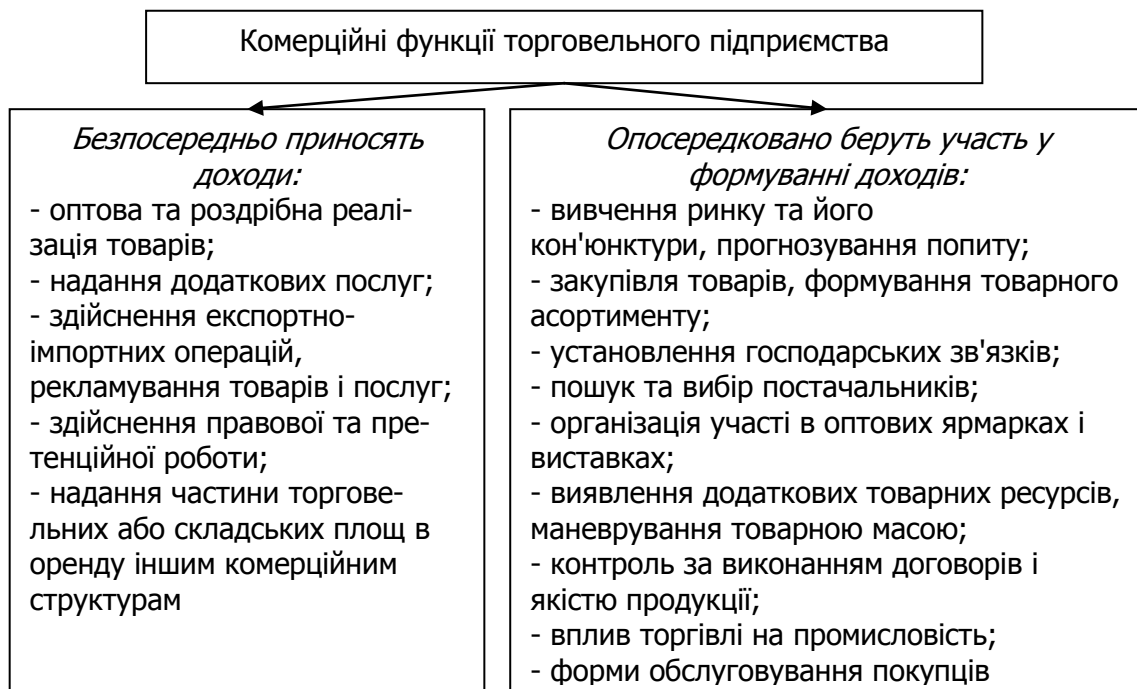 Комерційні функції торговельного підприємства
Безпосередньо приносять
доходи:
- оптова та роздрібна реалі-
зація товарів;
- надання додаткових послуг;
- здійснення експортно-
імпортних операцій,
рекламування товарів і послуг;
- здійснення правової та пре-
тенційної роботи;
- надання частини торгове-
льних або складських площ в
оренду іншим комерційним
структурам
Опосередковано беруть участь у
формуванні доходів:
- вивчення ринку та його
кон'юнктури, прогнозування попиту;
- закупівля товарів, формування товарного
асортименту;
- установлення господарських зв'язків;
- пошук та вибір постачальників;
- організація участі в оптових ярмарках і
виставках;
- виявлення додаткових товарних ресурсів,
маневрування товарною масою;
- контроль за виконанням договорів і
якістю продукції;
- вплив торгівлі на промисловість;
- форми обслуговування покупців